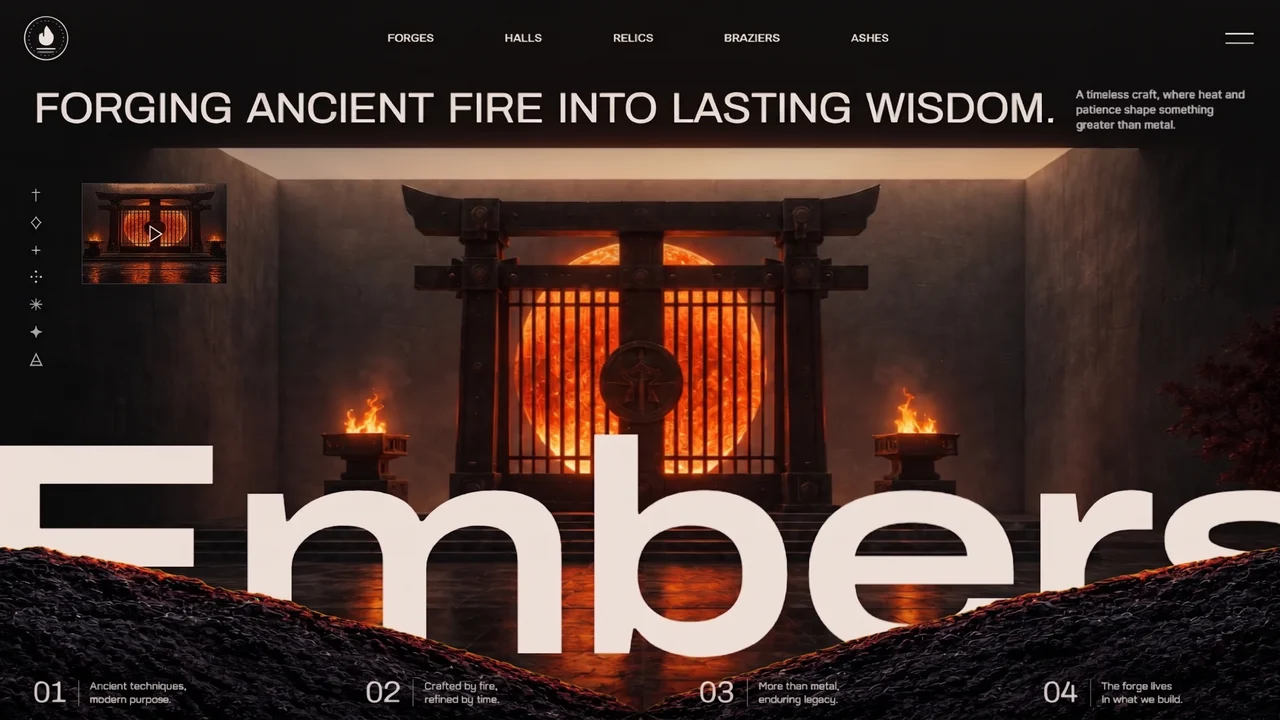 FORGES
HALLS
RELICS
BRAZIERS
ASHES
FORGING ANCIENT FIRE INTO LASTING WISDOM.
A timeless craft, where heat and
patience shape something
greater than metal.
Embers
01
Ancient techniques,
modern purpose.
02
Crafted by fire,
refined by time.
03
More than metal,
enduring legacy.
04
The forge lives
in what we build.